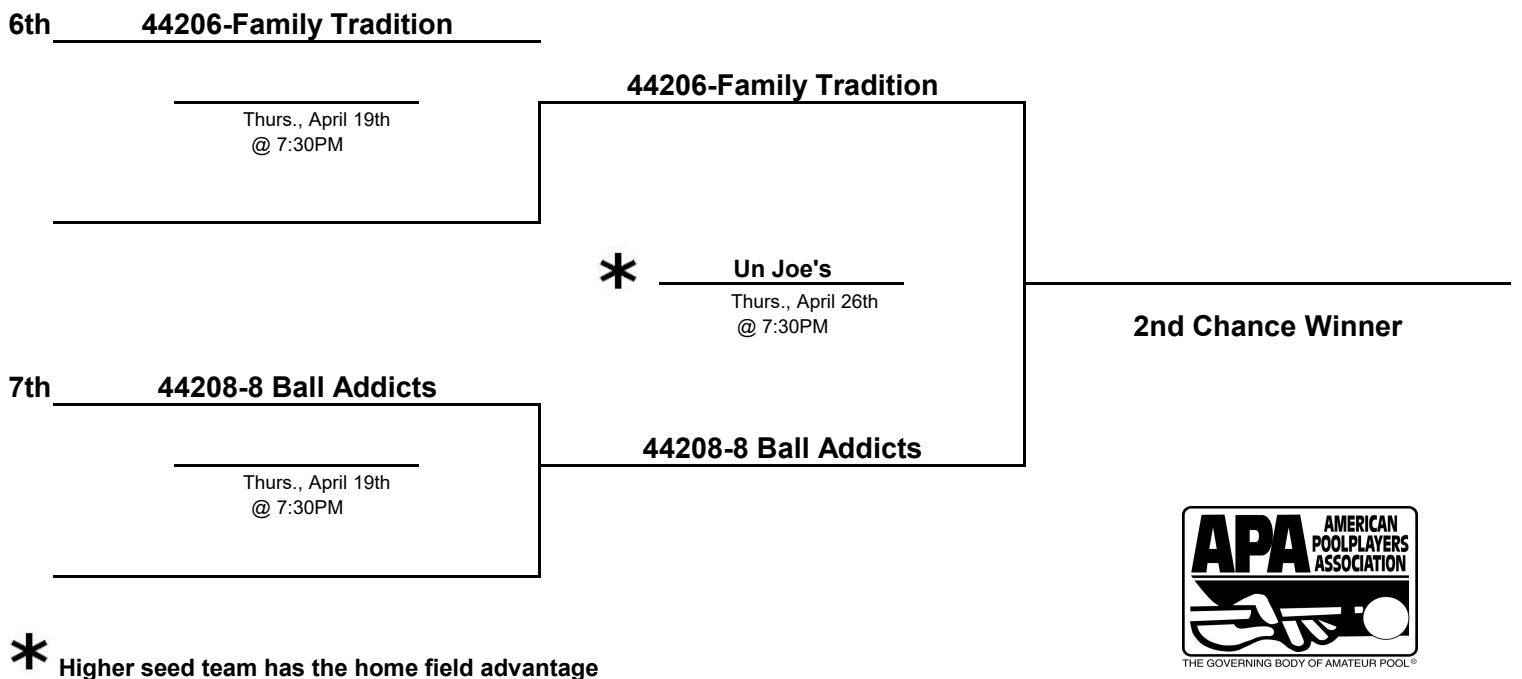 6th 44206-Family Tradition
44206-Family Tradition
Thurs., April 19th
@ 7:30PM
* Un Joe's
Thurs., April 26th
@ 7:30PM
2nd Chance Winner
7th 44208-8 Ball Addicts
44208-8 Ball Addicts
Thurs., April 19th
@ 7:30PM
APA AMERICAN
POOLPLAYERS
ASSOCIATION
THE GOVERNING BODY OF AMATEUR POOL®
* Higher seed team has the home field advantage